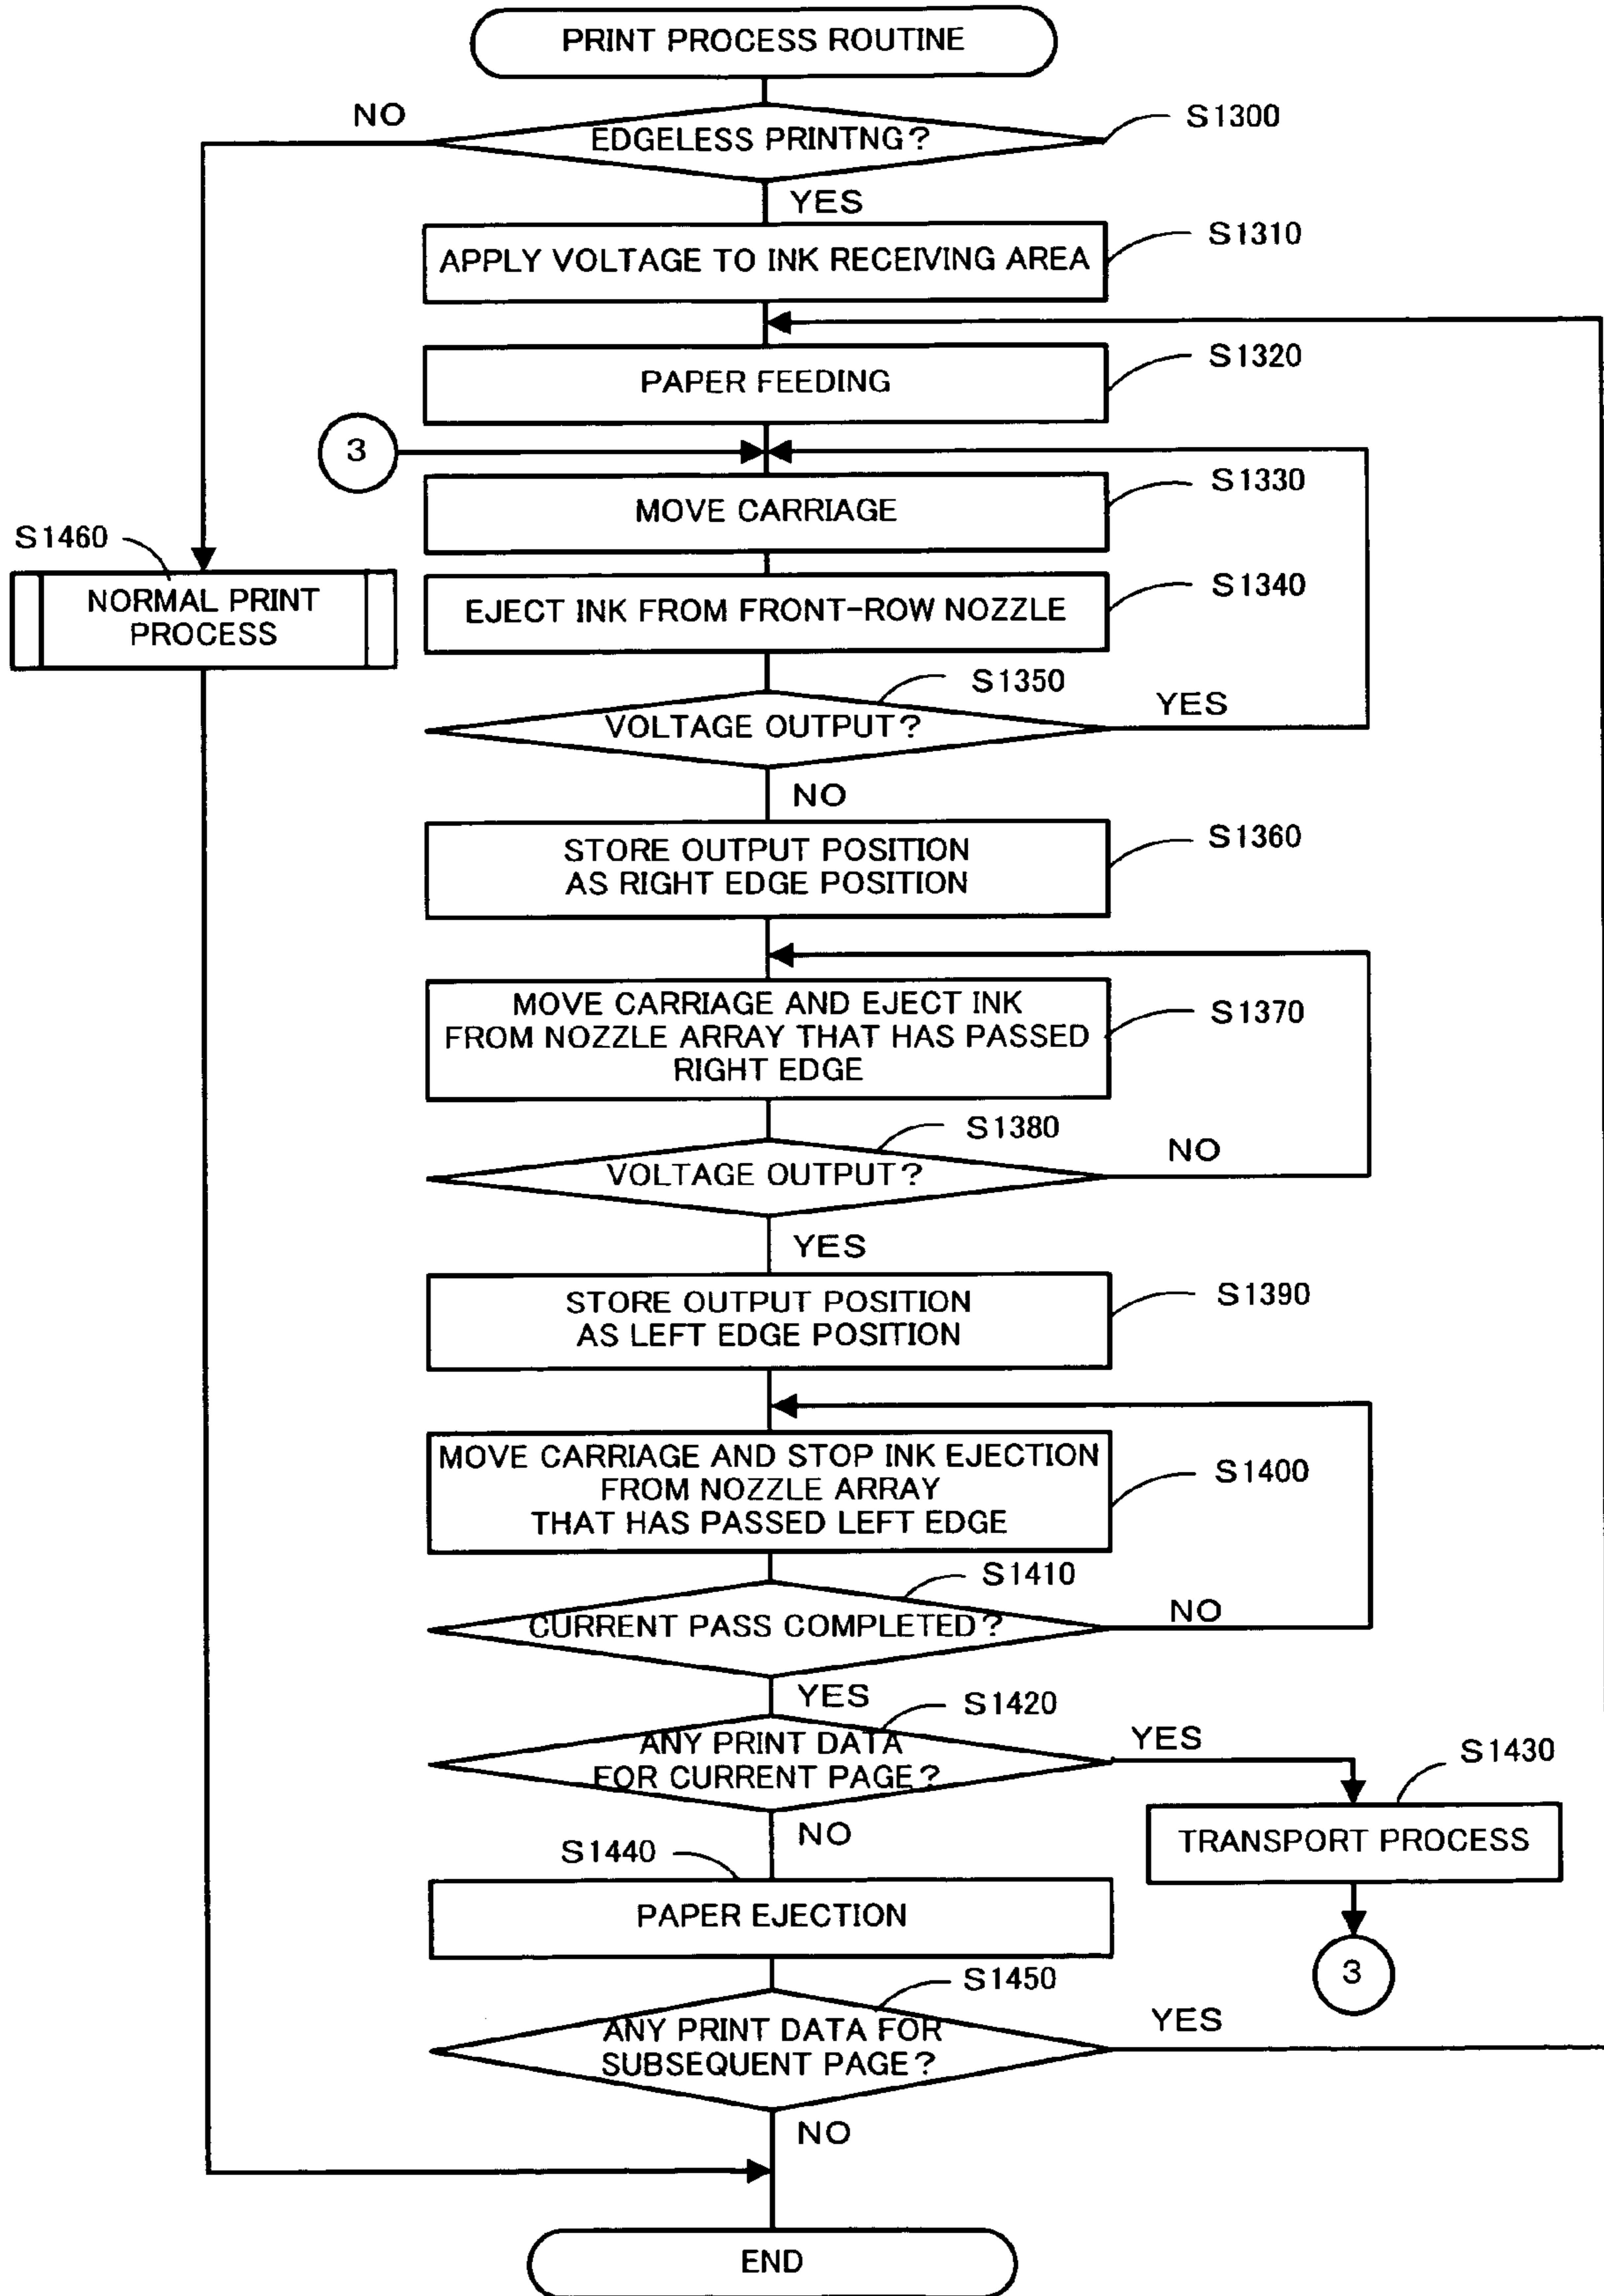 PRINT PROCESS ROUTINE
NO
EDGELESS PRINTNG?
S1300
YES
APPLY VOLTAGE TO INK RECEIVING AREA
S1310
PAPER FEEDING
S1320
3
MOVE CARRIAGE
S1330
S1460
NORMAL PRINT
PROCESS
EJECT INK FROM FRONT-ROW NOZZLE
S1340
S1350
VOLTAGE OUTPUT?
YES
NO
STORE OUTPUT POSITION
AS RIGHT EDGE POSITION
S1360
MOVE CARRIAGE AND EJECT INK
FROM NOZZLE ARRAY THAT HAS PASSED
RIGHT EDGE
S1370
S1380
VOLTAGE OUTPUT?
NO
YES
STORE OUTPUT POSITION
AS LEFT EDGE POSITION
S1390
MOVE CARRIAGE AND STOP INK EJECTION
FROM NOZZLE ARRAY
THAT HAS PASSED LEFT EDGE
S1400
S1410
CURRENT PASS COMPLETED?
NO
YES
S1420
ANY PRINT DATA
FOR CURRENT PAGE?
YES
S1430
TRANSPORT PROCESS
3
NO
S1440
PAPER EJECTION
S1450
ANY PRINT DATA FOR
SUBSEQUENT PAGE?
YES
NO
END